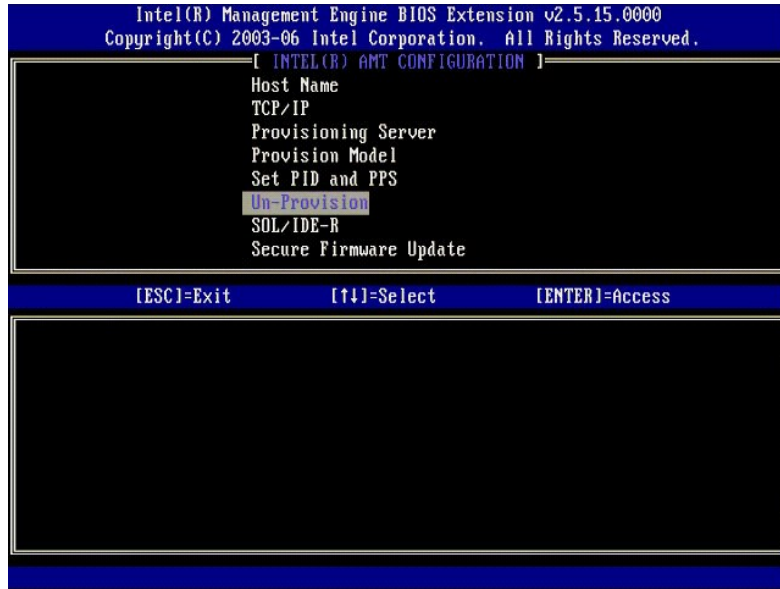 Intel(R) Management Engine BIOS Extension v2.5.15.0000
Copyright(C) 2003-06 Intel Corporation. All Rights Reserved.
[ INTEL(R) AMT CONFIGURATION ]
Host Name
TCP/IP
Provisioning Server
Provision Model
Set PID and PPS
Un-Provision
SOL/IDE-R
Secure Firmware Update
[ESC]=Exit [↑↓]=Select [ENTER]=Access